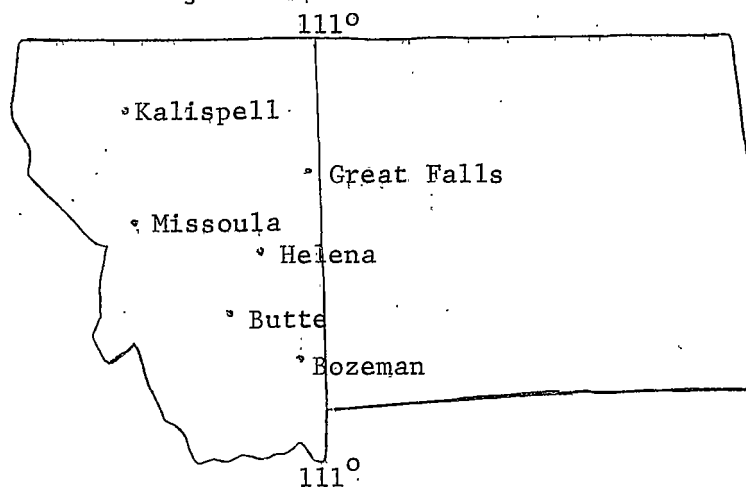 111°
Kalispell
Great Falls
Missoula
Helena
Butte
Bozeman
111°